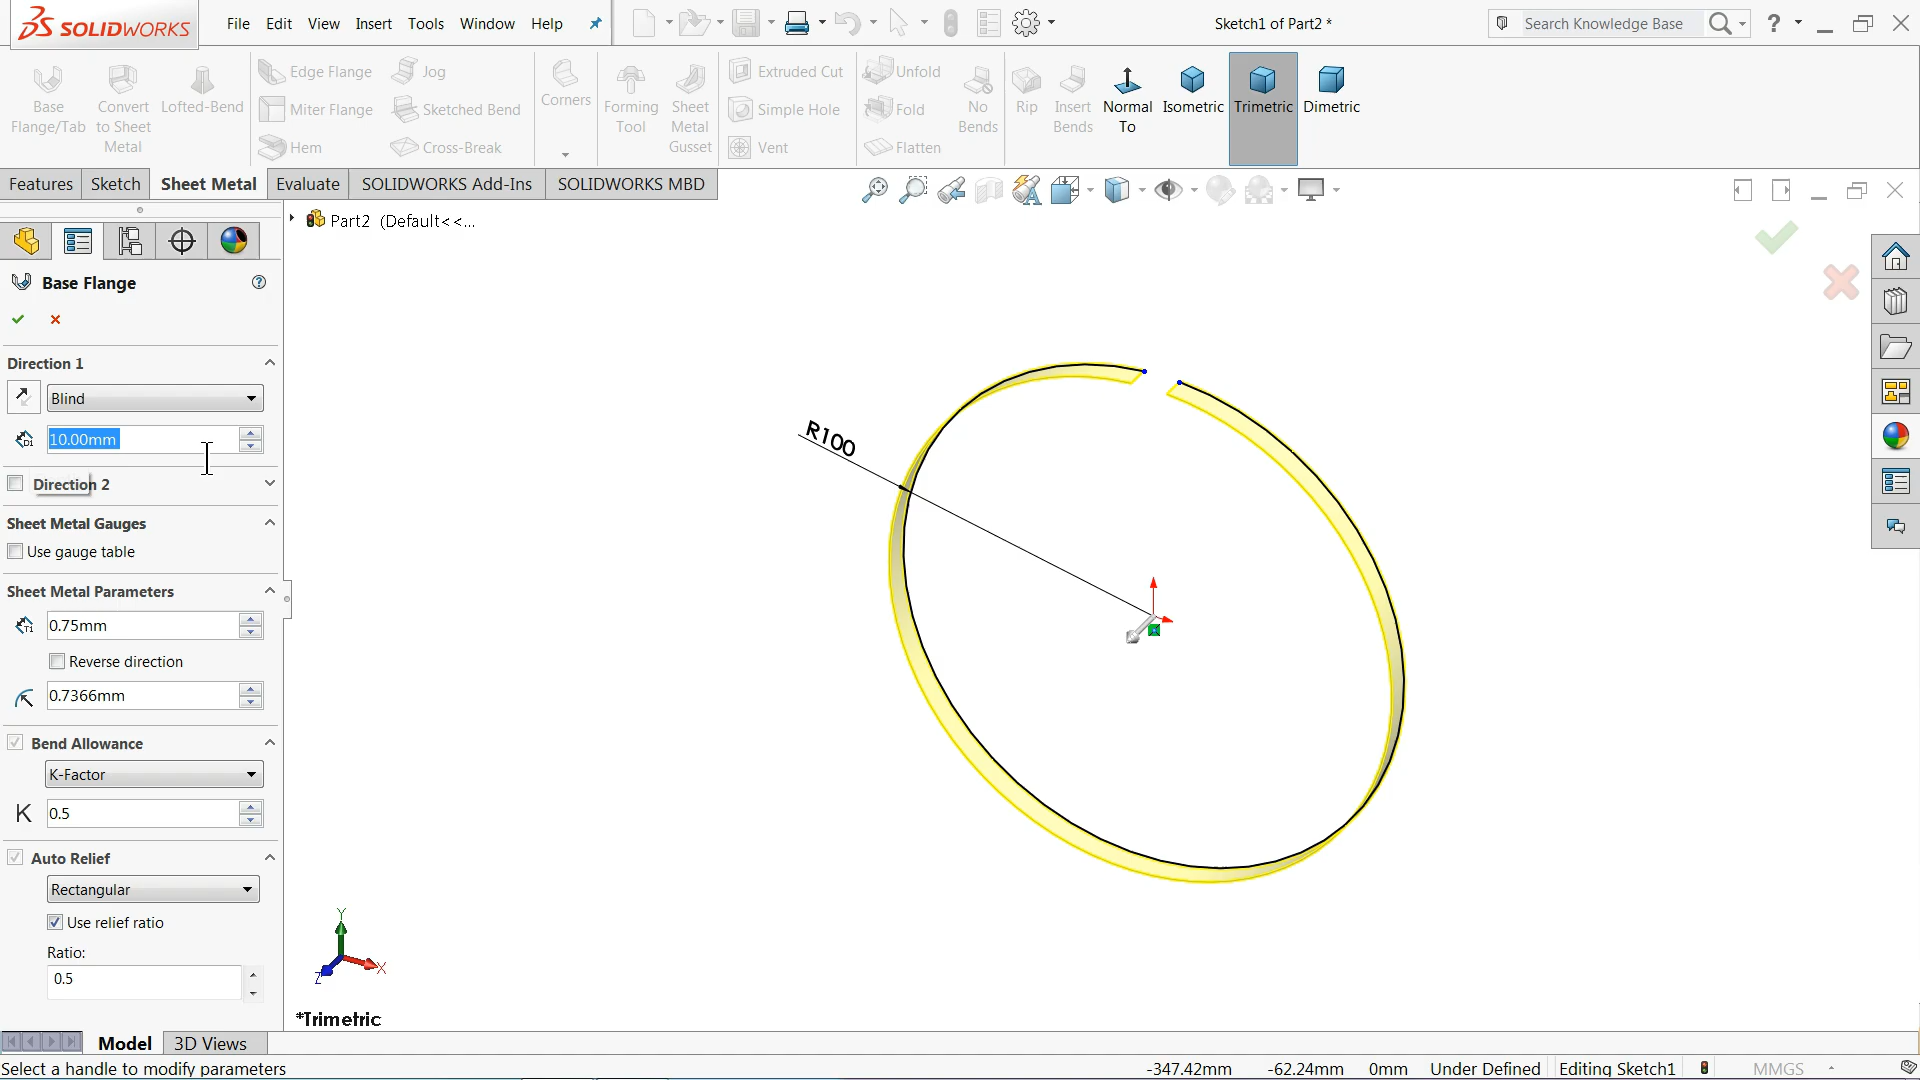 SOLIDWORKS File Edit View Insert Tools Window Help Sketch1 of Part2 * Search Knowledge Base ?
Base Flange/Tab
Convert to Sheet Metal
Lofted-Bend
Edge Flange
Miter Flange
Hem
Jog
Sketched Bend
Cross-Break
Corners
Forming Tool
Sheet Metal Gusset
Extruded Cut
Simple Hole
Vent
Unfold
Fold
Flatten
No Bends
Rip
Insert Bends
Normal To
Isometric
Trimetric
Dimetric
Features Sketch Sheet Metal Evaluate SOLIDWORKS Add-Ins SOLIDWORKS MBD
Part2 (Default<<...
Base Flange ?
Direction 1
Blind
10.00mm
Direction 2
Sheet Metal Gauges
Use gauge table
Sheet Metal Parameters
0.75mm
Reverse direction
0.7366mm
Bend Allowance
K-Factor
K 0.5
Auto Relief
Rectangular
Use relief ratio
Ratio:
0.5
R100
Y
X
Z
*Trimetric
Model 3D Views
Select a handle to modify parameters -347.42mm -62.24mm 0mm Under Defined Editing Sketch1 MMGS